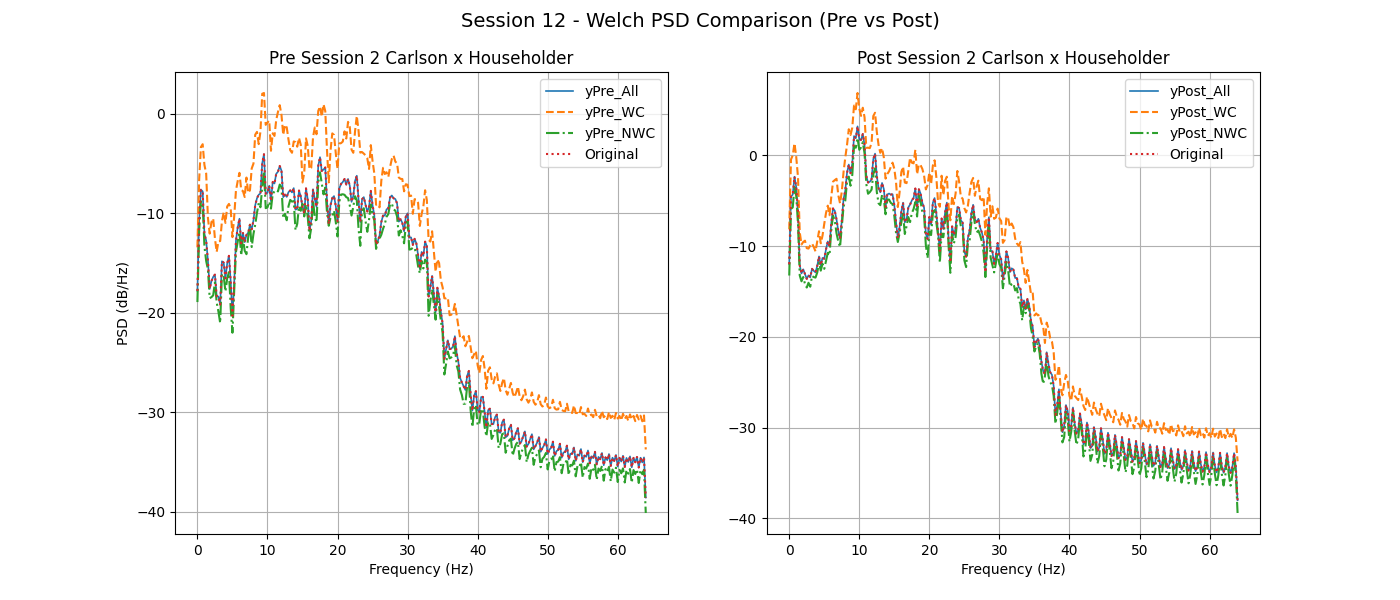 Session 12 - Welch PSD Comparison (Pre vs Post)
Pre Session 2 Carlson x Householder
yPre_All
yPre_WC
yPre_NWC
Original
PSD (dB/Hz)
0
−10
−20
−30
−40
0 10 20 30 40 50 60
Frequency (Hz)
Post Session 2 Carlson x Householder
yPost_All
yPost_WC
yPost_NWC
Original
0
−10
−20
−30
−40
0 10 20 30 40 50 60
Frequency (Hz)